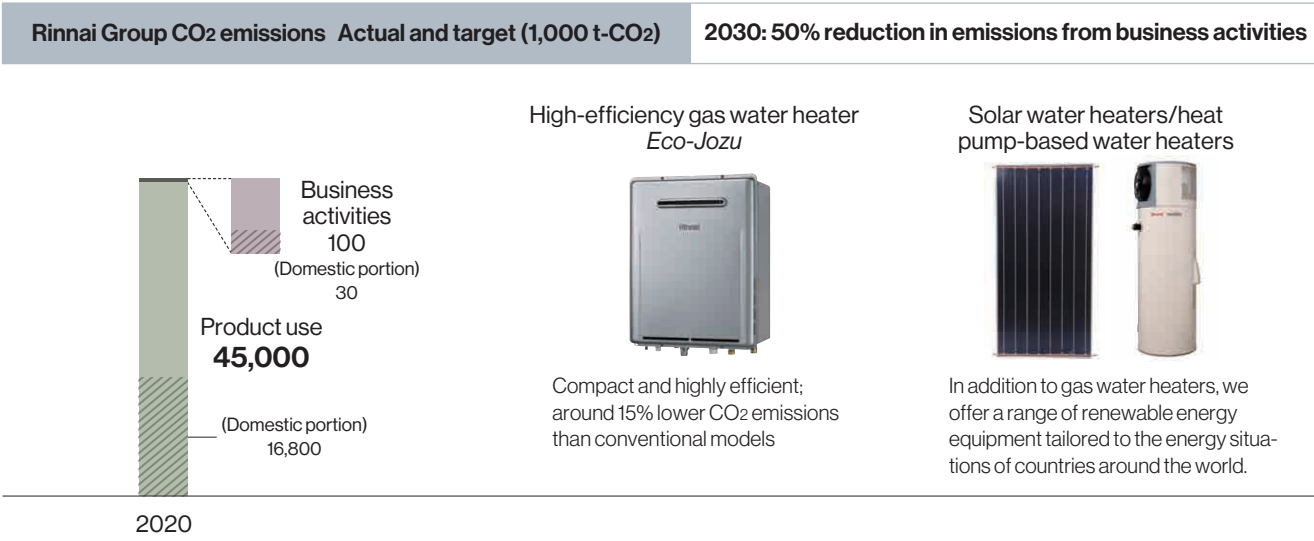 Rinnai Group CO2 emissions Actual and target (1,000 t-CO2)
2030: 50% reduction in emissions from business activities
Business
activities
100
(Domestic portion)
30
Product use
45,000
(Domestic portion)
16,800
2020
High-efficiency gas water heater
Eco-Jozu
Rinnai
Compact and highly efficient;
around 15% lower CO2 emissions
than conventional models
Solar water heaters/heat
pump-based water heaters
In addition to gas water heaters, we
offer a range of renewable energy
equipment tailored to the energy situa-
tions of countries around the world.